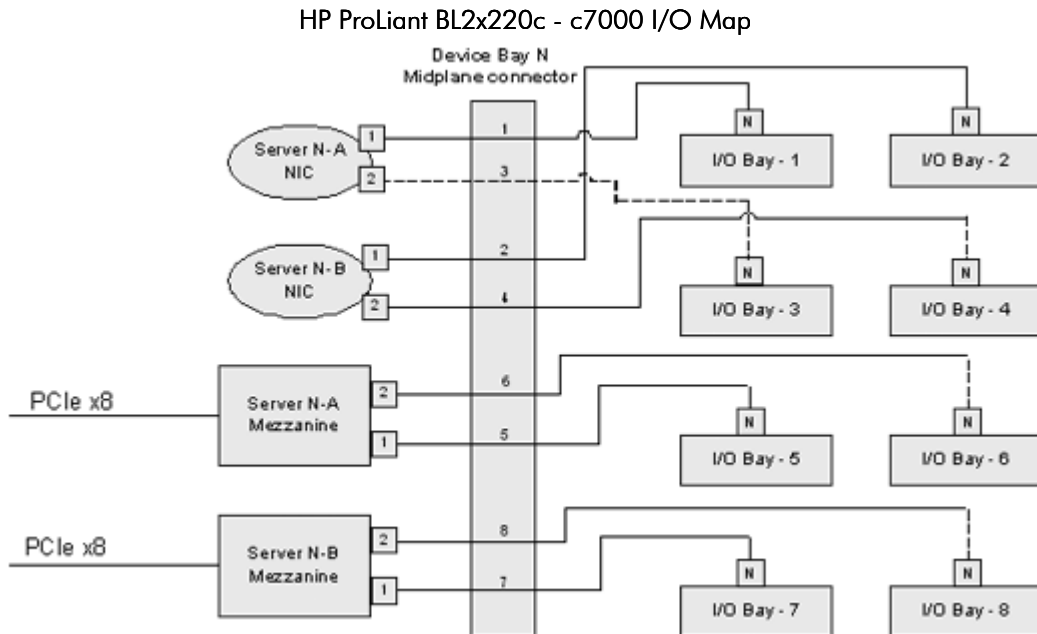 HP ProLiant BL2x220c - c7000 I/O Map
Device Bay N
Midplane connector
1
Server N-A
NIC
2
1
3
N
I/O Bay - 1
N
I/O Bay - 2
1
Server N-B
NIC
2
2
4
N
I/O Bay - 3
N
I/O Bay - 4
PCIe x8
Server N-A
Mezzanine
2
1
6
5
N
I/O Bay - 5
N
I/O Bay - 6
PCIe x8
Server N-B
Mezzanine
2
1
8
7
N
I/O Bay - 7
N
I/O Bay - 8